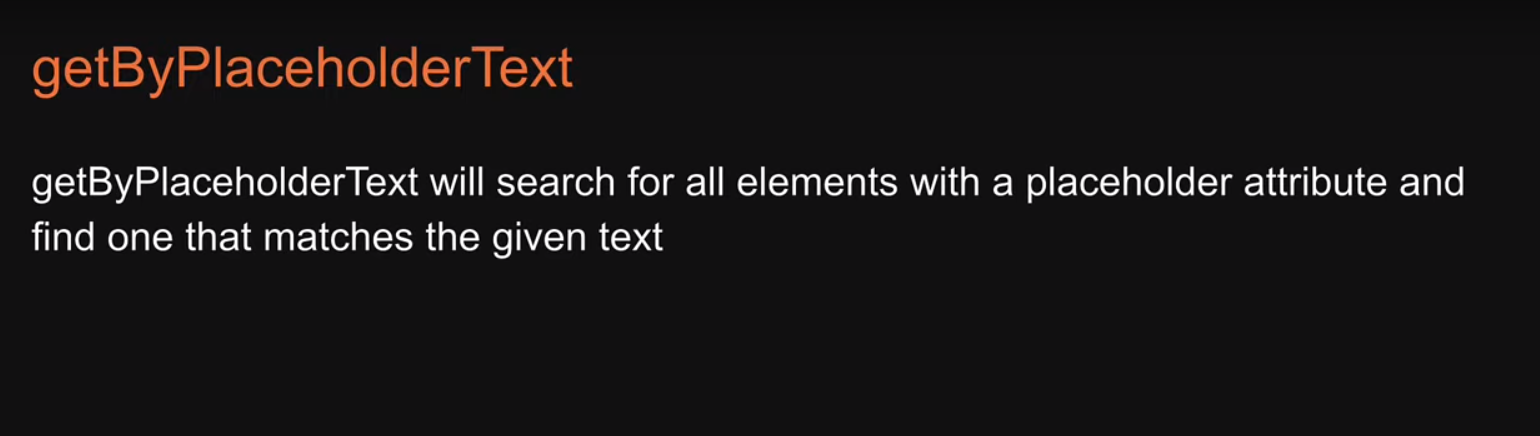 getByPlaceholderText
getByPlaceholderText will search for all elements with a placeholder attribute and
find one that matches the given text